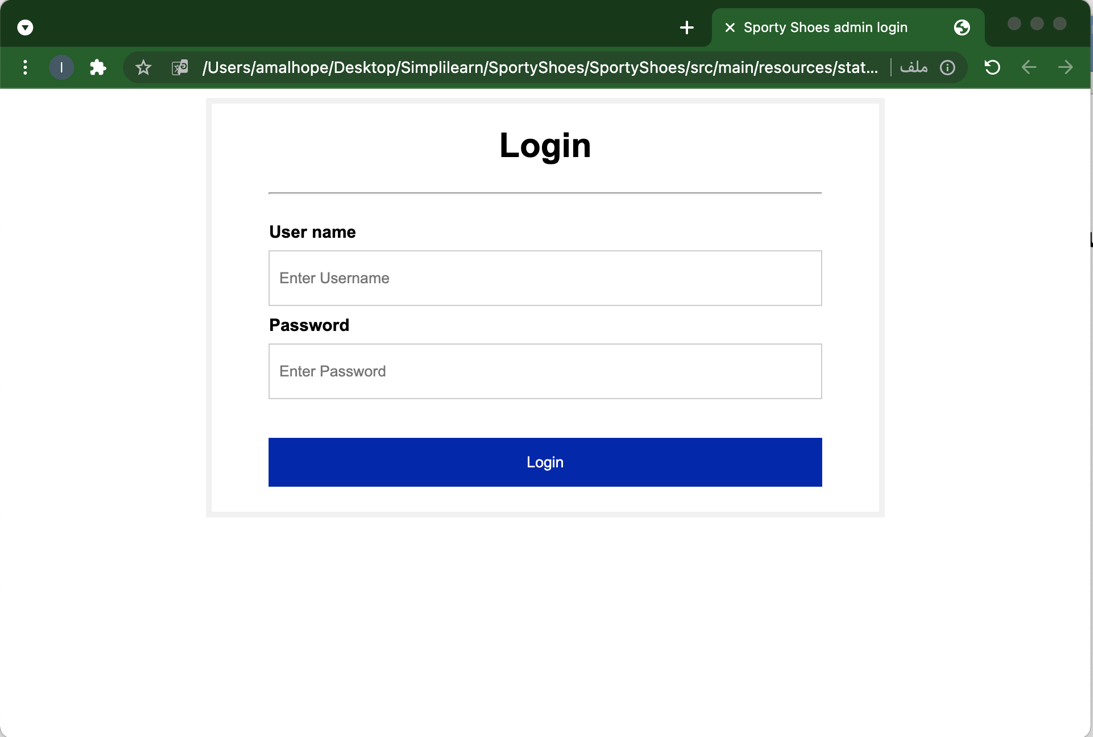 Sporty Shoes admin login
I
/Users/amalhope/Desktop/Simplilearn/SportyShoes/SportyShoes/src/main/resources/stat... ملف
Login
User name
Enter Username
Password
Enter Password
Login